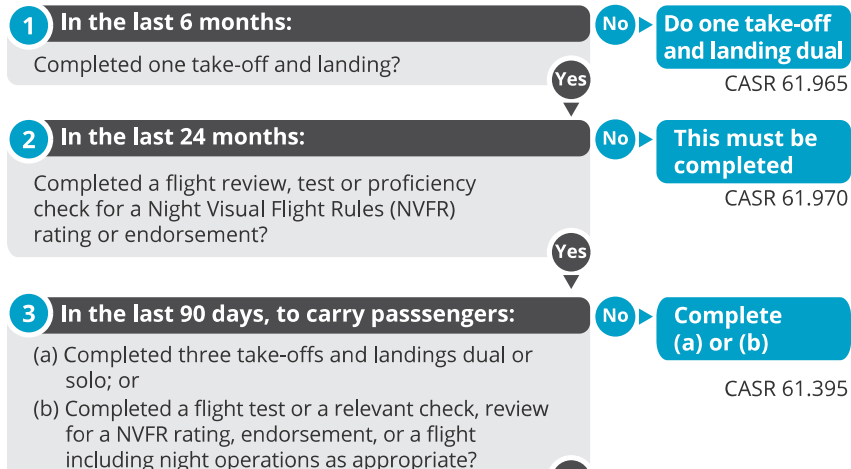 1 In the last 6 months:
No
Do one take-off
and landing dual
Completed one take-off and landing?
Yes
CASR 61.965
2 In the last 24 months:
No
This must be
completed
Completed a flight review, test or proficiency
check for a Night Visual Flight Rules (NVFR)
rating or endorsement?
Yes
CASR 61.970
3 In the last 90 days, to carry passsengers:
No
Complete
(a) or (b)
(a) Completed three take-offs and landings dual or
solo; or
(b) Completed a flight test or a relevant check, review
for a NVFR rating, endorsement, or a flight
including night operations as appropriate?
CASR 61.395